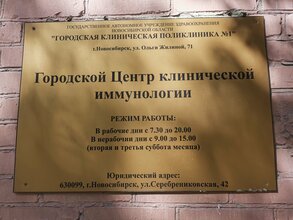 ГОСУДАРСТВЕННОЕ АВТОНОМНОЕ УЧРЕЖДЕНИЕ ЗДРАВООХРАНЕНИЯ
НОВОСИБИРСКОЙ ОБЛАСТИ
"ГОРОДСКАЯ КЛИНИЧЕСКАЯ ПОЛИКЛИНИКА №1"
г.Новосибирск, ул. Ольги Жилиной, 71
Городской Центр клинической
иммунологии
РЕЖИМ РАБОТЫ:
В рабочие дни с 7.30 до 20.00
В нерабочии дни с 9.00 до 15.00
(вторая и третья суббота месяца)
Юридический адрес:
630099, г.Новосибирск, ул.Серебрениковская, 42